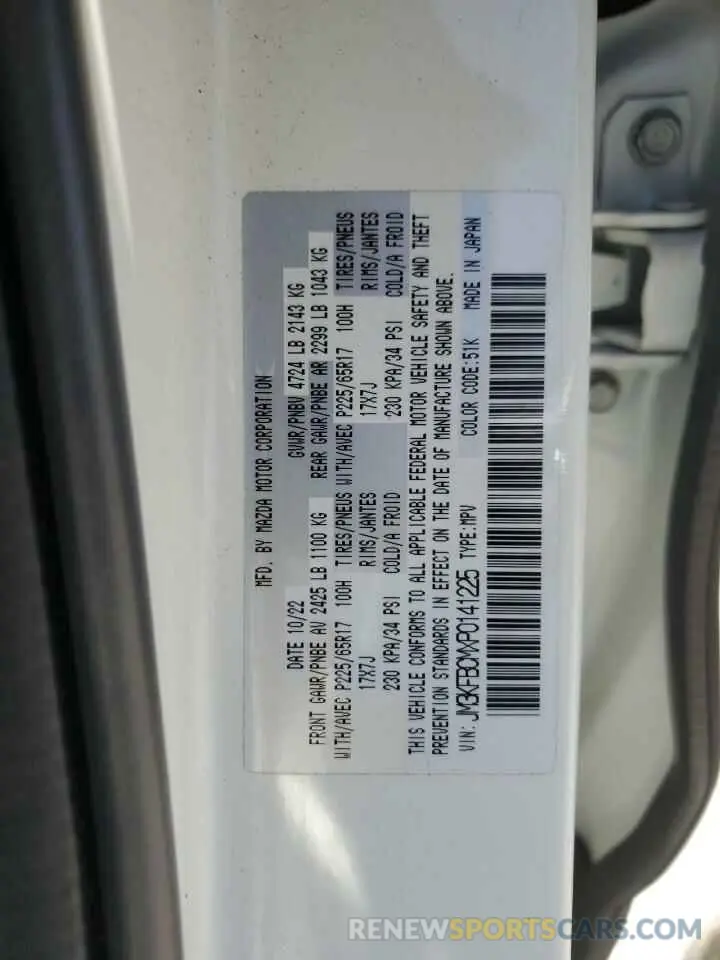 MFD. BY MAZDA MOTOR CORPORATION
DATE 10/22 GVWR/PNBV 4724 LB 2143 KG
FRONT GAWR/PNBE AV 2425 LB 1100 KG REAR GAWR/PNBE AR 2299 LB 1043 KG
WITH/AVEC P225/65R17 100H TIRES/PNEUS WITH/AVEC P225/65R17 100H TIRES/PNEUS
17X7J RIMS/JANTES 17X7J RIMS/JANTES
230 KPA/34 PSI COLD/A FROID 230 KPA/34 PSI COLD/A FROID
THIS VEHICLE CONFORMS TO ALL APPLICABLE FEDERAL MOTOR VEHICLE SAFETY AND THEFT
PREVENTION STANDARDS IN EFFECT ON THE DATE OF MANUFACTURE SHOWN ABOVE.
VIN: JM3KFBCMXP0141225 TYPE:MPV COLOR CODE:51K MADE IN JAPAN
RENEWSPORTSCARS.COM